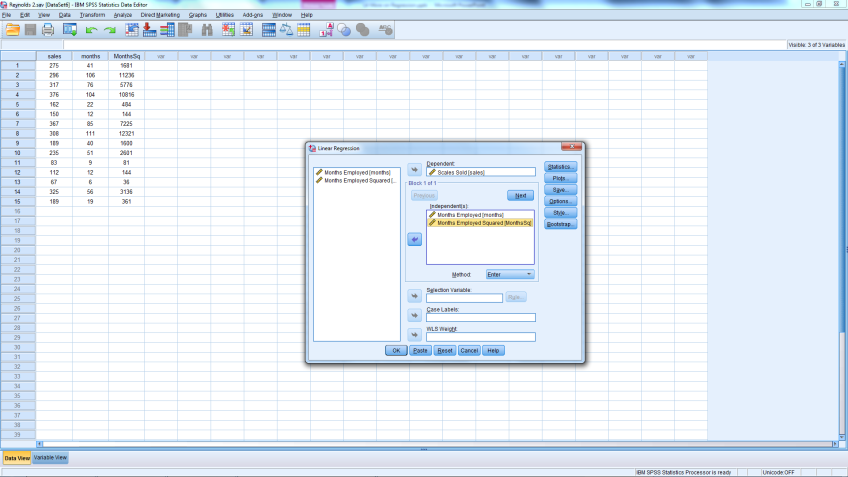 Reynolds 2.sav [DataSet6] - IBM SPSS Statistics Data Editor
File Edit View Data Transform Analyze Direct Marketing Graphs Utilities Add-ons Window Help
Visible: 3 of 3 Variables
sales months MonthsSq var var var var var var var var var var var var var var var var var
1 275 41 1681
2 296 106 11236
3 317 76 5776
4 376 104 10816
5 162 22 484
6 150 12 144
7 367 85 7225
8 308 111 12321
9 189 40 1600
10 235 51 2601
11 83 9 81
12 112 12 144
13 67 6 36
14 325 56 3136
15 189 19 361
16
17
18
19
20
21
22
23
24
25
26
27
28
29
30
31
32
33
34
35
36
37
38
39
Linear Regression
Months Employed [months]
Months Employed Squared [...
Dependent:
Scales Sold [sales]
Block 1 of 1
Previous
Next
Independent(s):
Months Employed [months]
Months Employed Squared [MonthsSq]
Method: Enter
Selection Variable:
Rule...
Case Labels:
WLS Weight:
Statistics...
Plots...
Save...
Options...
Style...
Bootstrap...
OK Paste Reset Cancel Help
Data View Variable View
IBM SPSS Statistics Processor is ready
Unicode:OFF